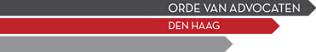 ORDE VAN ADVOCATEN
DEN HAAG